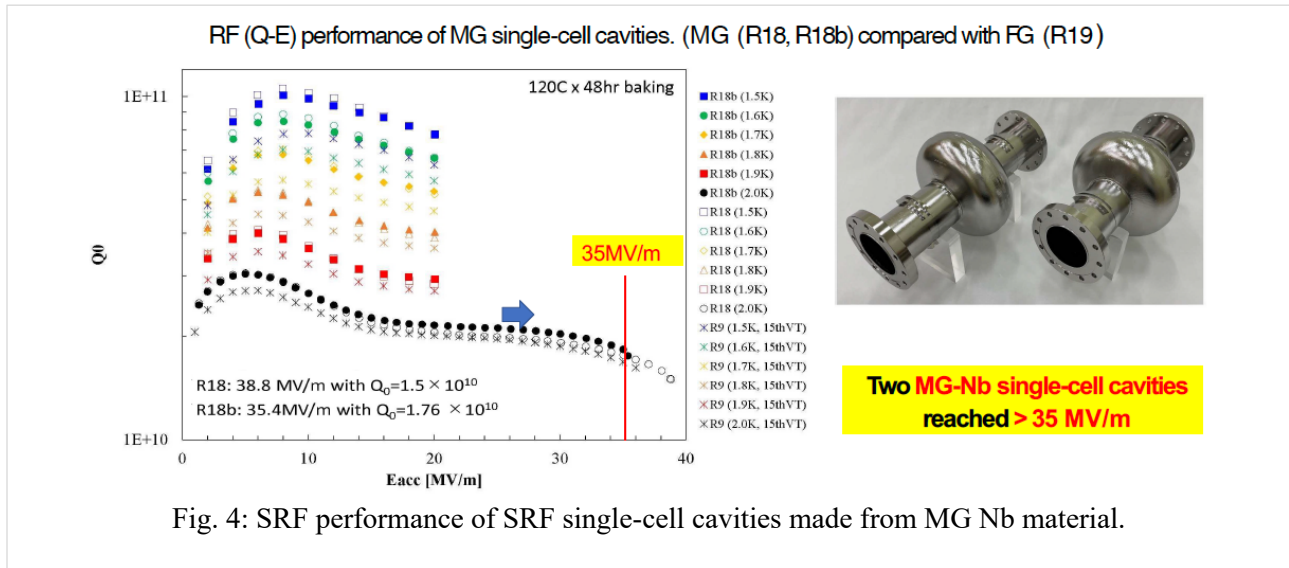 RF (Q-E) performance of MG single-cell cavities. (MG (R18, R18b) compared with FG (R19)
1E+11
1E+10
Q0
120C x 48hr baking
35MV/m
R18: 38.8 MV/m with Q₀=1.5 × 10¹⁰
R18b: 35.4MV/m with Q₀=1.76 × 10¹⁰
0
10
20
30
40
Eacc [MV/m]
R18b (1.5K)
R18b (1.6K)
R18b (1.7K)
R18b (1.8K)
R18b (1.9K)
R18b (2.0K)
R18 (1.5K)
R18 (1.6K)
R18 (1.7K)
R18 (1.8K)
R18 (1.9K)
R18 (2.0K)
R9 (1.5K, 15thVT)
R9 (1.6K, 15thVT)
R9 (1.7K, 15thVT)
R9 (1.8K, 15thVT)
R9 (1.9K, 15thVT)
R9 (2.0K, 15thVT)
Two MG-Nb single-cell cavities
reached > 35 MV/m
Fig. 4: SRF performance of SRF single-cell cavities made from MG Nb material.